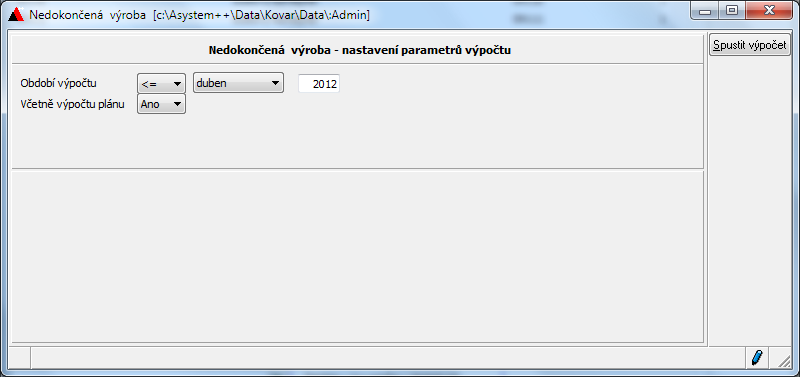 Nedokončená výroba [c:\Asystem++\Data\Kovar\Data\:Admin]
Nedokončená výroba - nastavení parametrů výpočtu
Spustit výpočet
Období výpočtu <= duben 2012
Včetně výpočtu plánu Ano